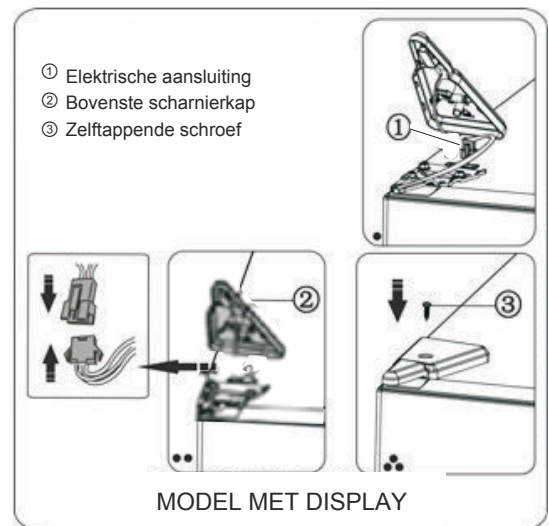 ① Elektrische aansluiting
② Bovenste scharnierkap
③ Zelftappende schroef
①
②
③
MODEL MET DISPLAY